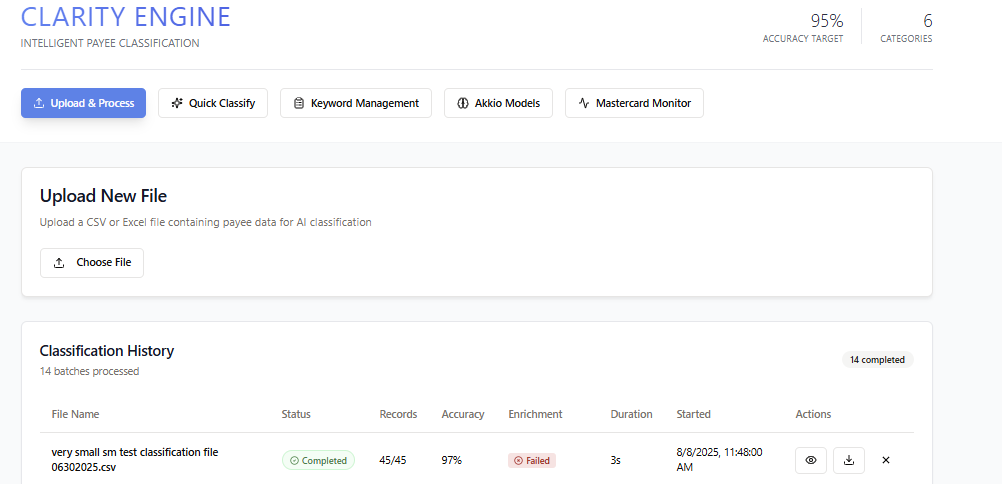 CLARITY ENGINE
INTELLIGENT PAYEE CLASSIFICATION
95%
ACCURACY TARGET
6
CATEGORIES
Upload & Process
Quick Classify
Keyword Management
Akkio Models
Mastercard Monitor
Upload New File
Upload a CSV or Excel file containing payee data for AI classification
Choose File
Classification History
14 batches processed
14 completed
File Name Status Records Accuracy Enrichment Duration Started Actions
very small sm test classification file
06302025.csv
Completed
45/45
97%
Failed
3s
8/8/2025, 11:48:00
AM